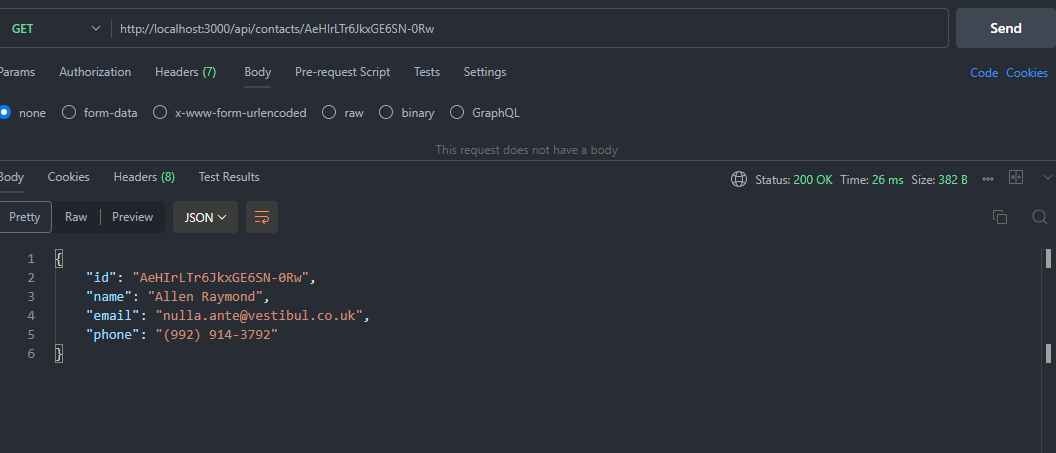 GET http://localhost:3000/api/contacts/AeHIrLTr6JkxGE6SN-0Rw Send
Params Authorization Headers (7) Body Pre-request Script Tests Settings Code Cookies
none form-data x-www-form-urlencoded raw binary GraphQL
This request does not have a body
Body Cookies Headers (8) Test Results Status: 200 OK Time: 26 ms Size: 382 B
Pretty Raw Preview JSON
1 {
2 "id": "AeHIrLTr6JkxGE6SN-0Rw",
3 "name": "Allen Raymond",
4 "email": "nulla.ante@vestibul.co.uk",
5 "phone": "(992) 914-3792"
6 }